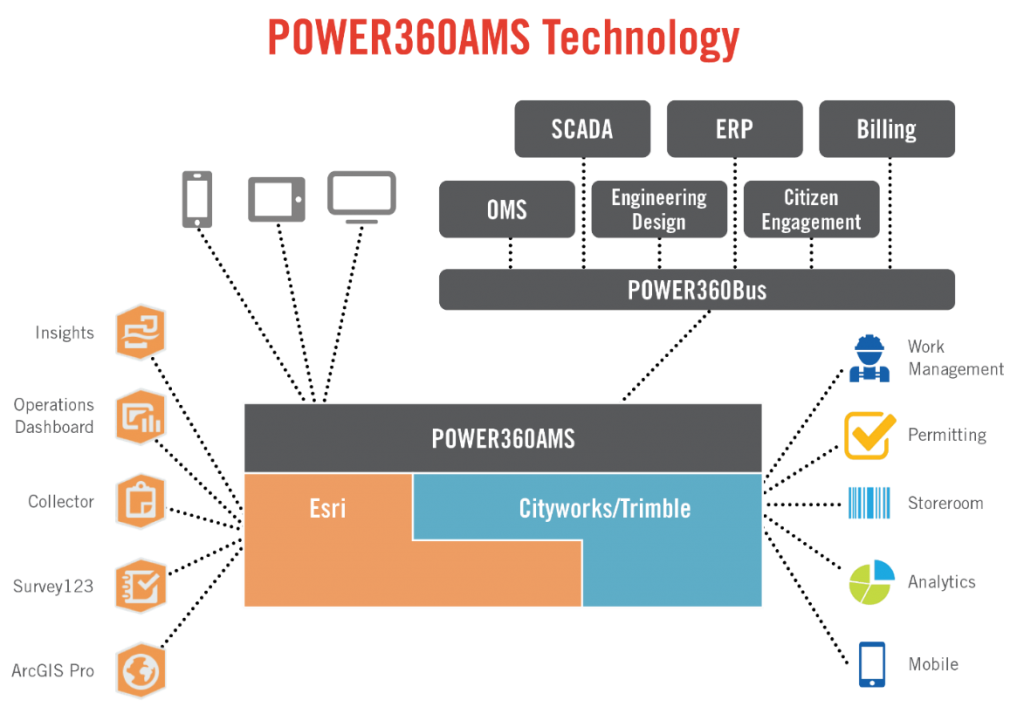 POWER360AMS Technology
SCADA
ERP
Billing
OMS
Engineering
Design
Citizen
Engagement
POWER360Bus
Insights
Operations
Dashboard
Collector
Survey123
ArcGIS Pro
POWER360AMS
Esri
Cityworks/Trimble
Work
Management
Permitting
Storeroom
Analytics
Mobile